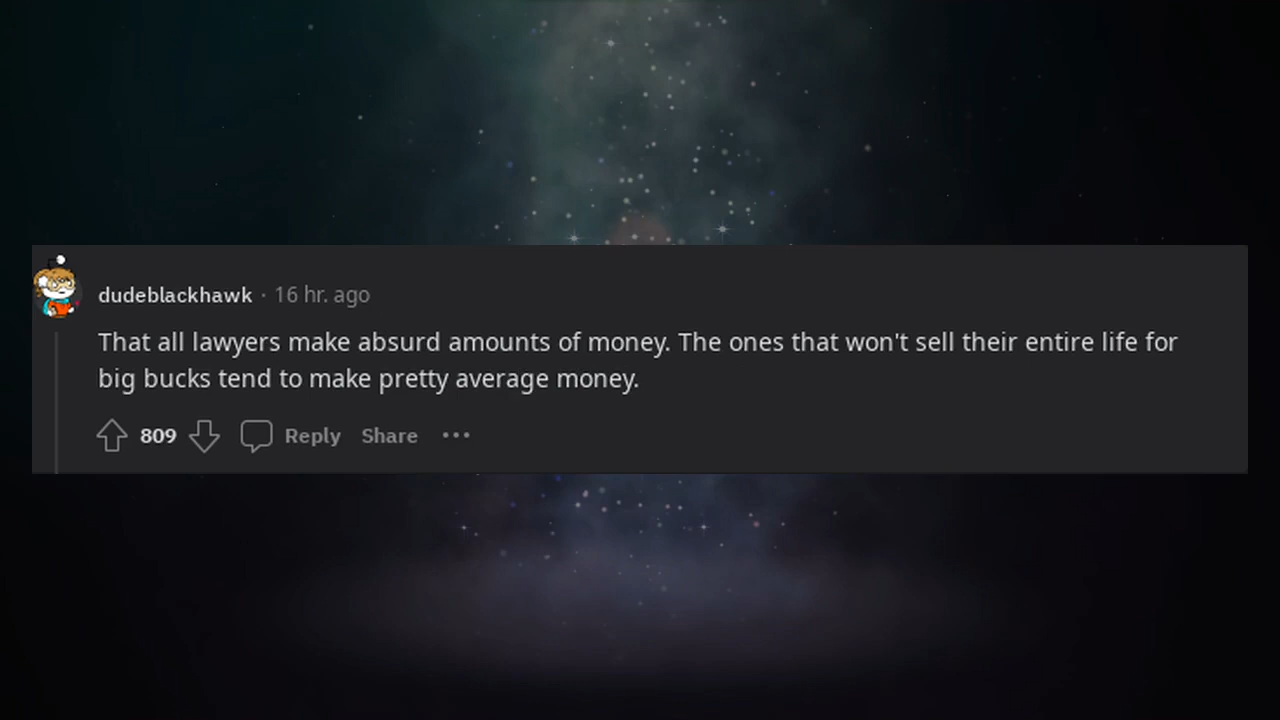 dudeblackhawk · 16 hr. ago
That all lawyers make absurd amounts of money. The ones that won't sell their entire life for
big bucks tend to make pretty average money.
809 Reply Share ···